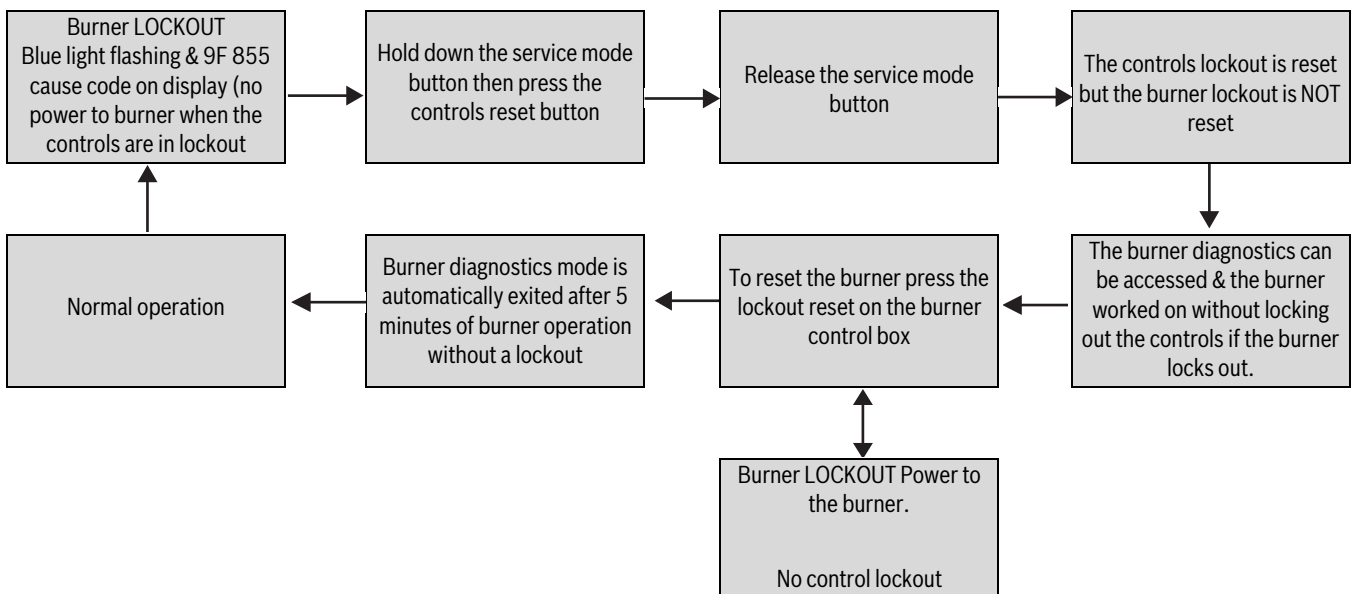 Burner LOCKOUT
Blue light flashing & 9F 855
cause code on display (no
power to burner when the
controls are in lockout
Hold down the service mode
button then press the
controls reset button
Release the service mode
button
The controls lockout is reset
but the burner lockout is NOT
reset
The burner diagnostics can
be accessed & the burner
worked on without locking
out the controls if the burner
locks out.
To reset the burner press the
lockout reset on the burner
control box
Burner diagnostics mode is
automatically exited after 5
minutes of burner operation
without a lockout
Normal operation
Burner LOCKOUT Power to
the burner.
No control lockout